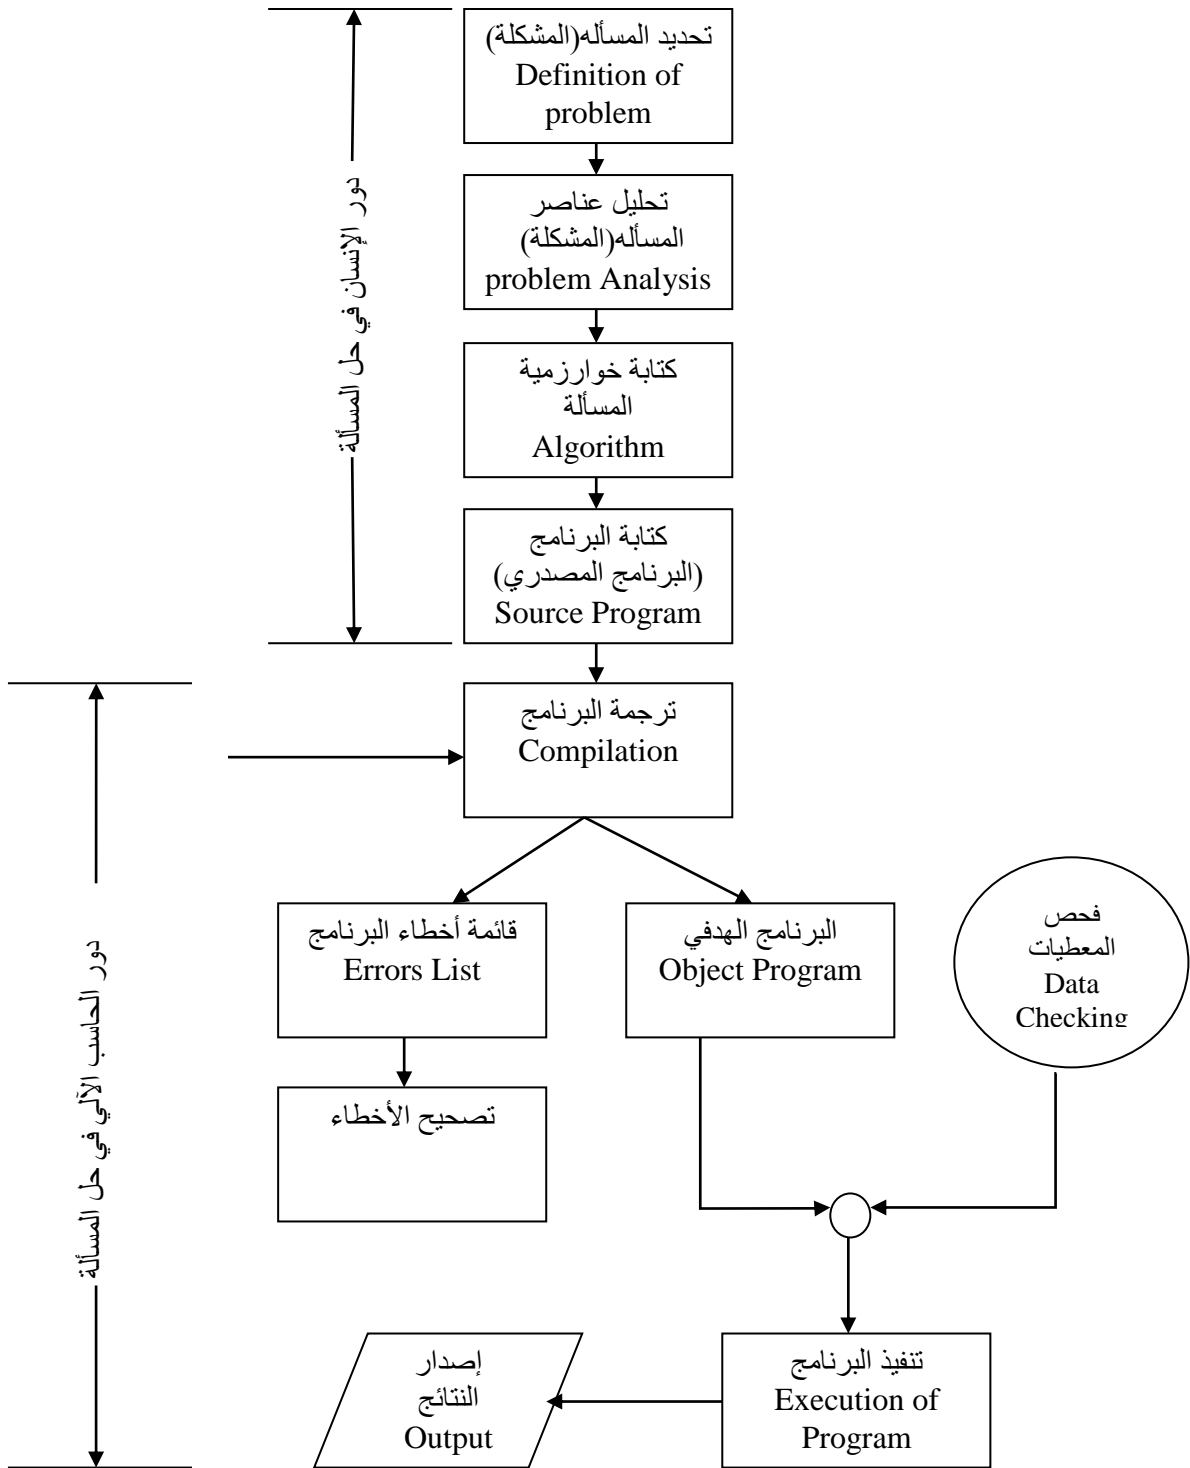 تحديد المسأله(المشكلة)
Definition of
problem
تحليل عناصر
المسأله(المشكلة)
problem Analysis
كتابة خوارزمية
المسألة
Algorithm
كتابة البرنامج
(البرنامج المصدري)
Source Program
دور الإنسان في حل المسألة
ترجمة البرنامج
Compilation
البرنامج الهدفي
Object Program
قائمة أخطاء البرنامج
Errors List
فحص
المعطيات
Data
Checking
تصحيح الأخطاء
دور الحاسب الآلي في حل المسألة
تنفيذ البرنامج
Execution of
Program
إصدار
النتائج
Output